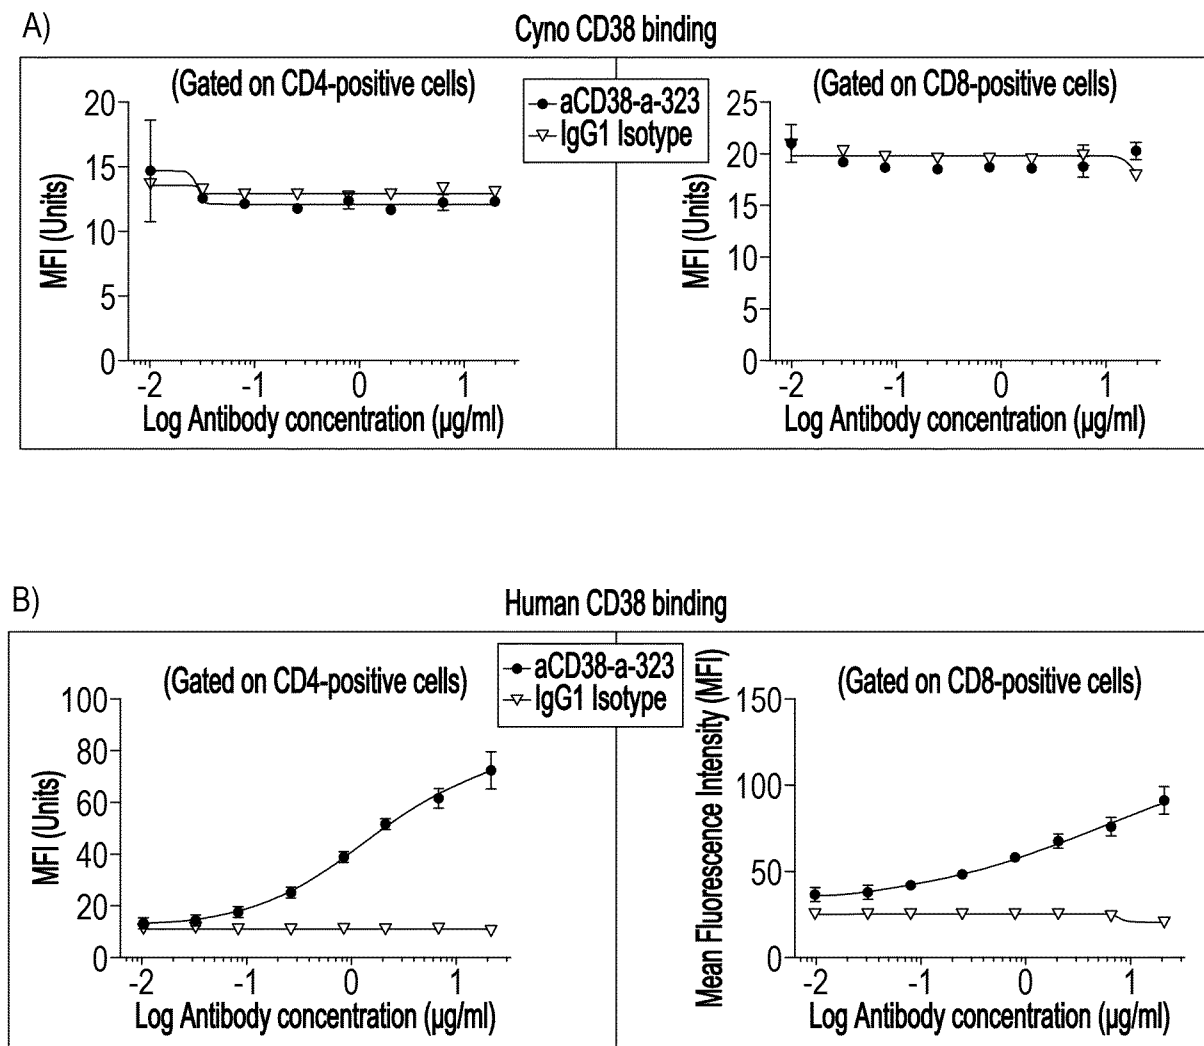 A)
Cyno CD38 binding
(Gated on CD4-positive cells)
aCD38-a-323
IgG1 Isotype
(Gated on CD8-positive cells)
20
15
10
5
0
MFI (Units)
-2 -1 0 1
Log Antibody concentration (µg/ml)
25
20
15
10
5
0
MFI (Units)
-2 -1 0 1
Log Antibody concentration (µg/ml)
B)
Human CD38 binding
(Gated on CD4-positive cells)
aCD38-a-323
IgG1 Isotype
(Gated on CD8-positive cells)
100
80
60
40
20
0
MFI (Units)
-2 -1 0 1
Log Antibody concentration (µg/ml)
150
100
50
0
Mean Fluorescence Intensity (MFI)
-2 -1 0 1
Log Antibody concentration (µg/ml)